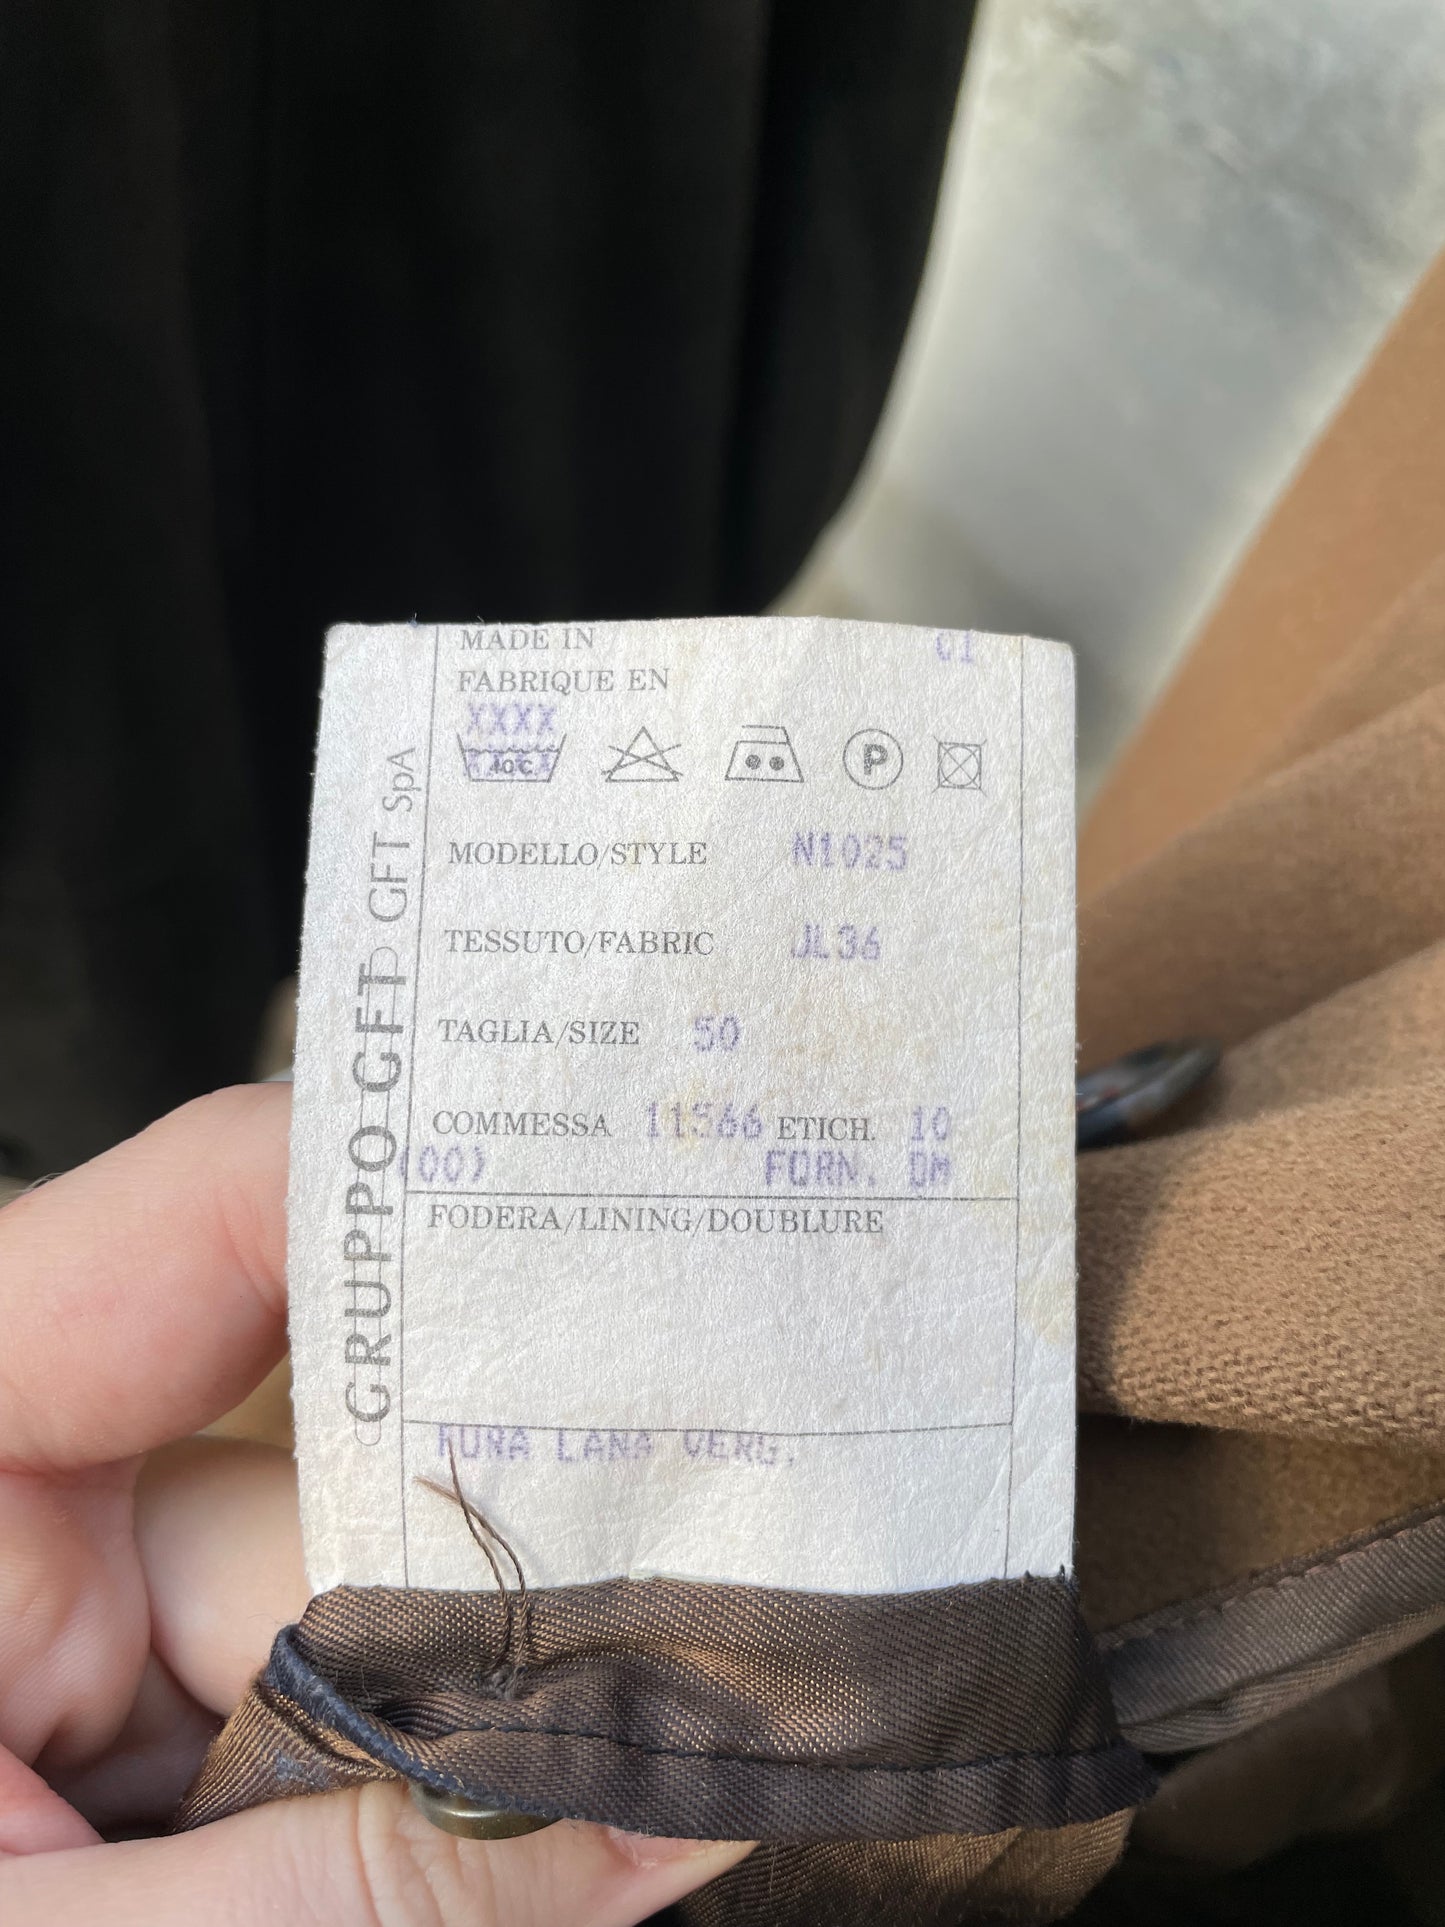 MADE IN
FABRIQUE EN
XXXX
40°C
P
MODELLO/STYLE N1025
TESSUTO/FABRIC JL36
TAGLIA/SIZE 50
COMMESSA 11566 ETICH. 10
(00) FORN. DM
FODERA/LINING/DOUBLURE
PURA LANA VERG.
GRUPPO GFT GFT SpA